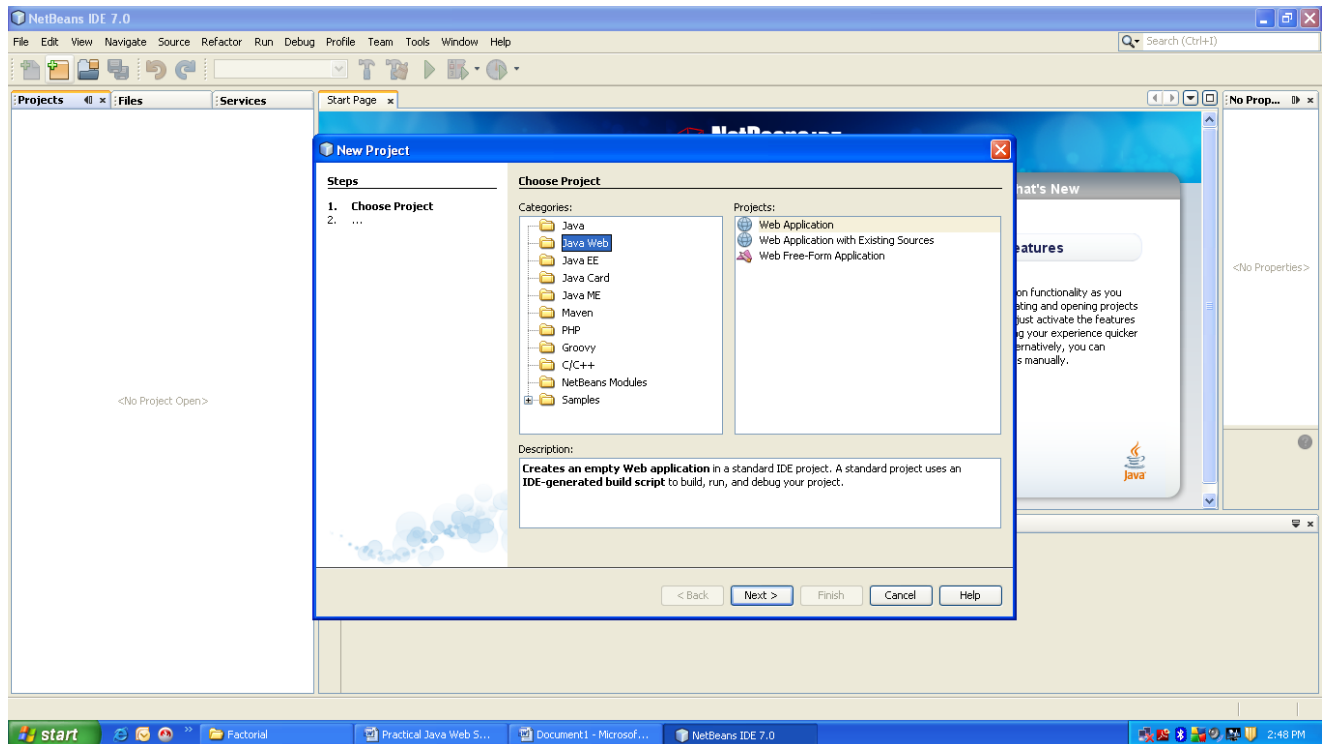 NetBeans IDE 7.0
File Edit View Navigate Source Refactor Run Debug Profile Team Tools Window Help
Search (Ctrl+I)
Projects Files Services
Start Page
No Prop...
NetBeans IDE
New Project
Steps
1. Choose Project
2. ...
Choose Project
Categories:
Java
Java Web
Java EE
Java Card
Java ME
Maven
PHP
Groovy
C/C++
NetBeans Modules
Samples
Projects:
Web Application
Web Application with Existing Sources
Web Free-Form Application
Description:
Creates an empty Web application in a standard IDE project. A standard project uses an
IDE-generated build script to build, run, and debug your project.
< Back Next > Finish Cancel Help
hat's New
eatures
on functionality as you
ating and opening projects
just activate the features
g your experience quicker
ernatively, you can
s manually.
Java
<No Project Open>
<No Properties>
start
Factorial
Practical Java Web S...
Document1 - Microsof...
NetBeans IDE 7.0
2:48 PM